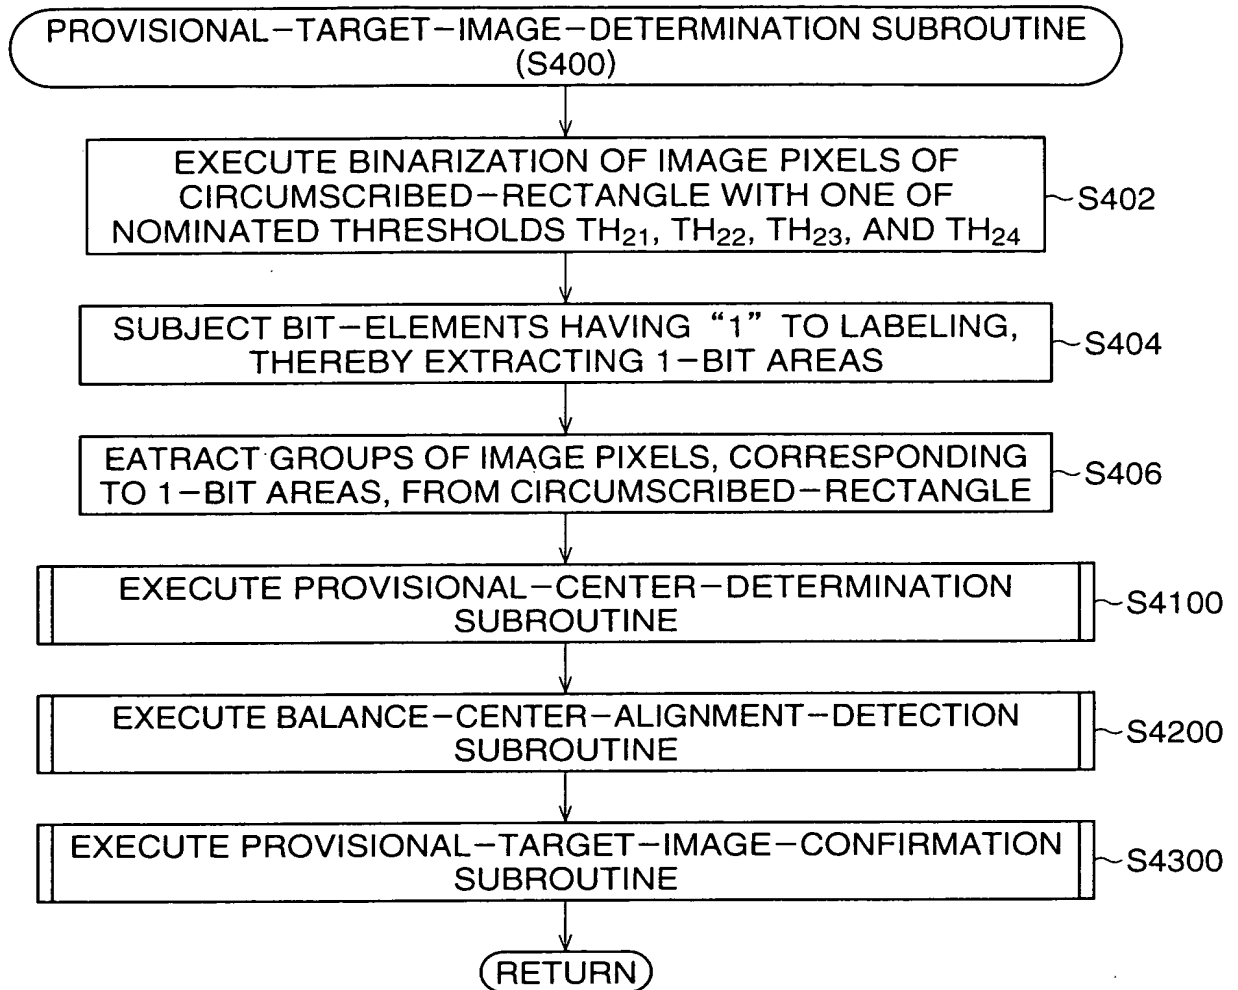 PROVISIONAL-TARGET-IMAGE-DETERMINATION SUBROUTINE
(S400)
EXECUTE BINARIZATION OF IMAGE PIXELS OF
CIRCUMSCRIBED-RECTANGLE WITH ONE OF
NOMINATED THRESHOLDS TH21, TH22, TH23, AND TH24
S402
SUBJECT BIT-ELEMENTS HAVING “1” TO LABELING,
THEREBY EXTRACTING 1-BIT AREAS
S404
EATRACT GROUPS OF IMAGE PIXELS, CORRESPONDING
TO 1-BIT AREAS, FROM CIRCUMSCRIBED-RECTANGLE
S406
EXECUTE PROVISIONAL-CENTER-DETERMINATION
SUBROUTINE
S4100
EXECUTE BALANCE-CENTER-ALIGNMENT-DETECTION
SUBROUTINE
S4200
EXECUTE PROVISIONAL-TARGET-IMAGE-CONFIRMATION
SUBROUTINE
S4300
RETURN